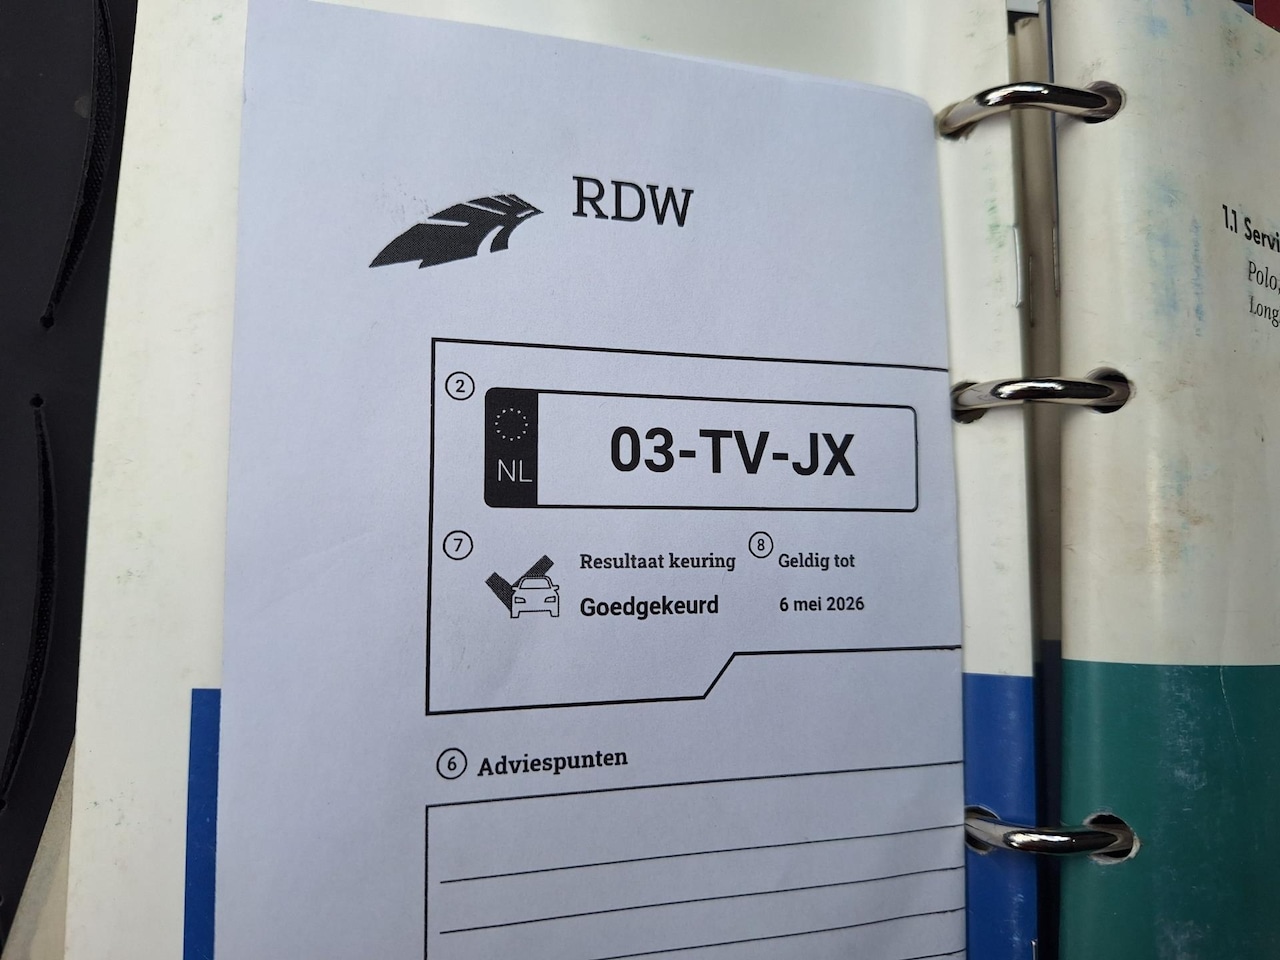 RDW
2
NL
03-TV-JX
7
Resultaat keuring
8
Geldig tot
Goedgekeurd
6 mei 2026
6 Adviespunten
1.1 Servi
Polo,
Long